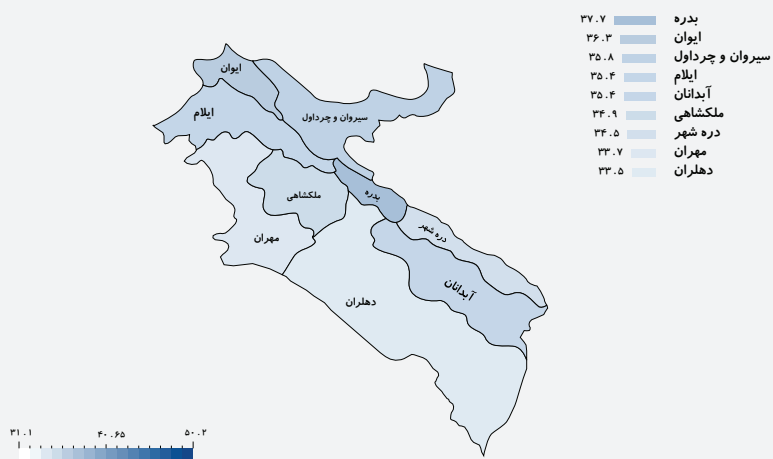 بدره ۳۷.۷
ایوان ۳۶.۳
سیروان و چرداول ۳۵.۸
ایلام ۳۵.۴
آبدانان ۳۵.۴
ملکشاهی ۳۴.۹
دره شهر ۳۴.۵
مهران ۳۳.۷
دهلران ۳۳.۵
ایوان
ایلام
سیروان و چرداول
بدره
ملکشاهی
دره شهر
مهران
آبدانان
دهلران
۳۱.۱ ۴۰.۶۵ ۵۰.۲